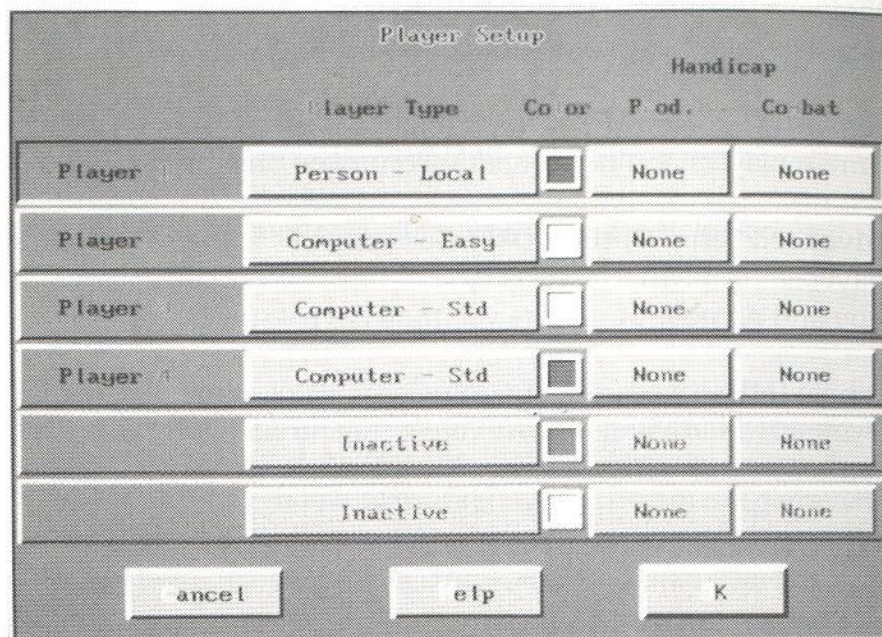 Player Setup
Handicap
layer Type Co or P od. Co bat
Player 1 Person - Local None None
Player Computer - Easy None None
Player 3 Computer - Std None None
Player 4 Computer - Std None None
Inactive None None
Inactive None None
ancel elp K